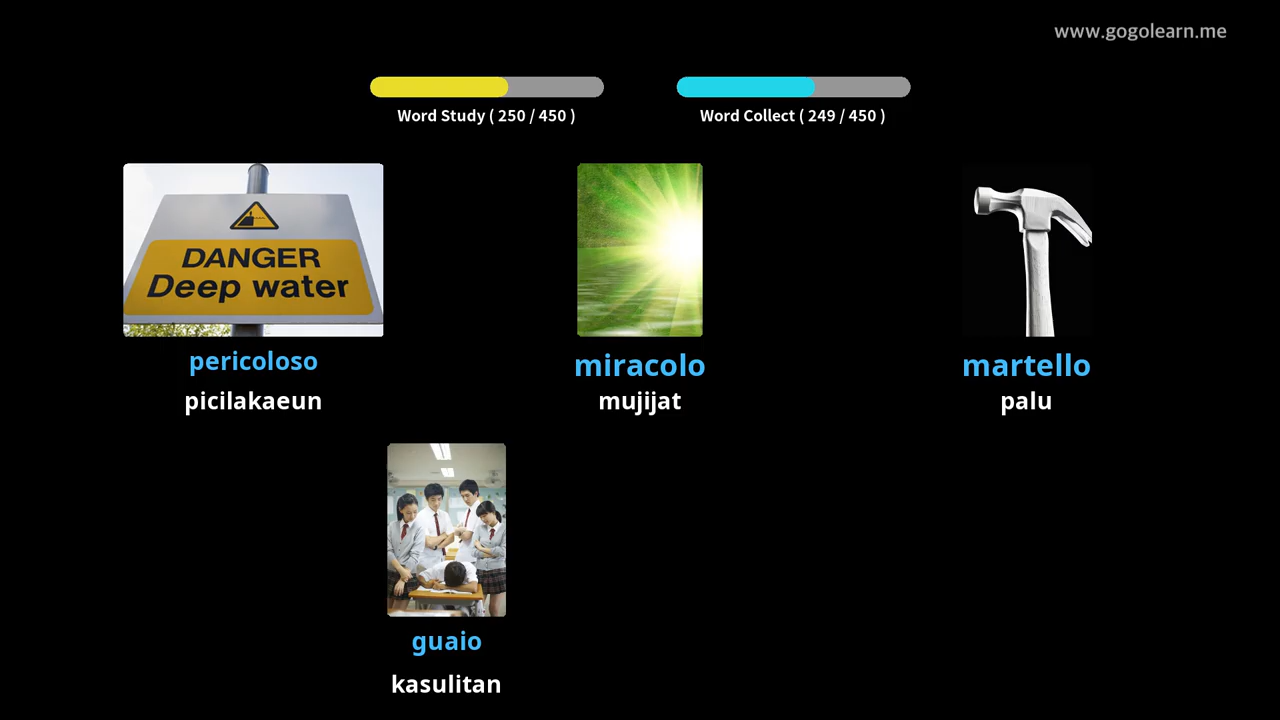 www.gogolearn.me
Word Study ( 250 / 450 )
Word Collect ( 249 / 450 )
DANGER
Deep water
pericoloso
picilakaeun
miracolo
mujijat
martello
palu
guaio
kasulitan